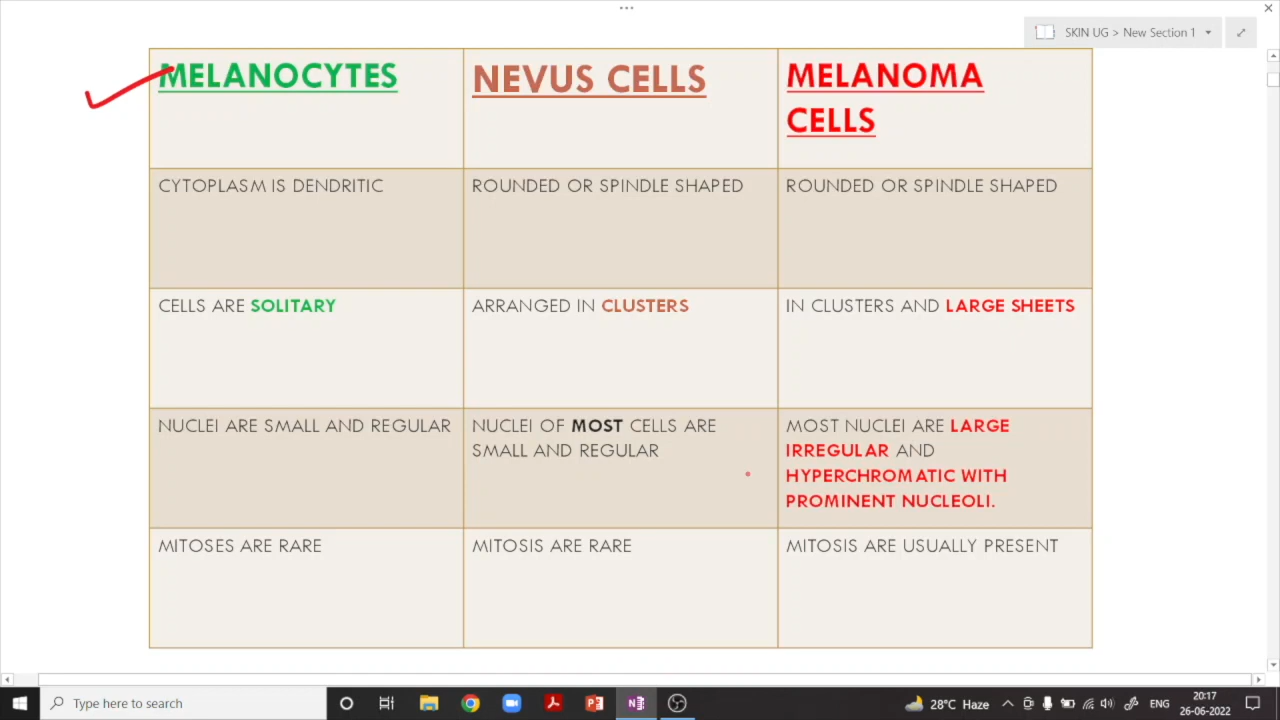 SKIN UG > New Section 1
MELANOCYTES
NEVUS CELLS
MELANOMA
CELLS
CYTOPLASM IS DENDRITIC
ROUNDED OR SPINDLE SHAPED
ROUNDED OR SPINDLE SHAPED
CELLS ARE SOLITARY
ARRANGED IN CLUSTERS
IN CLUSTERS AND LARGE SHEETS
NUCLEI ARE SMALL AND REGULAR
NUCLEI OF MOST CELLS ARE
SMALL AND REGULAR
MOST NUCLEI ARE LARGE
IRREGULAR AND
HYPERCHROMATIC WITH
PROMINENT NUCLEOLI.
MITOSES ARE RARE
MITOSIS ARE RARE
MITOSIS ARE USUALLY PRESENT
Type here to search
28°C Haze
ENG
20:17
26-06-2022